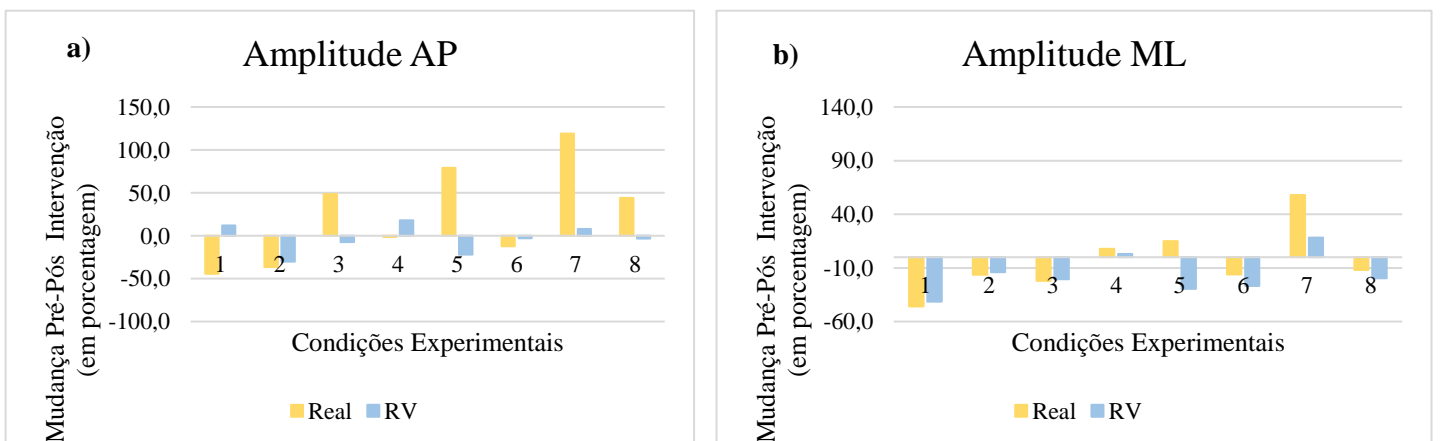 a)
Amplitude AP
Mudança Pré-Pós Intervenção
(em porcentagem)
150,0
100,0
50,0
0,0
-50,0
-100,0
1 2 3 4 5 6 7 8
Condições Experimentais
Real RV
b)
Amplitude ML
Mudança Pré-Pós Intervenção
(em porcentagem)
140,0
90,0
40,0
-10,0
-60,0
1 2 3 4 5 6 7 8
Condições Experimentais
Real RV